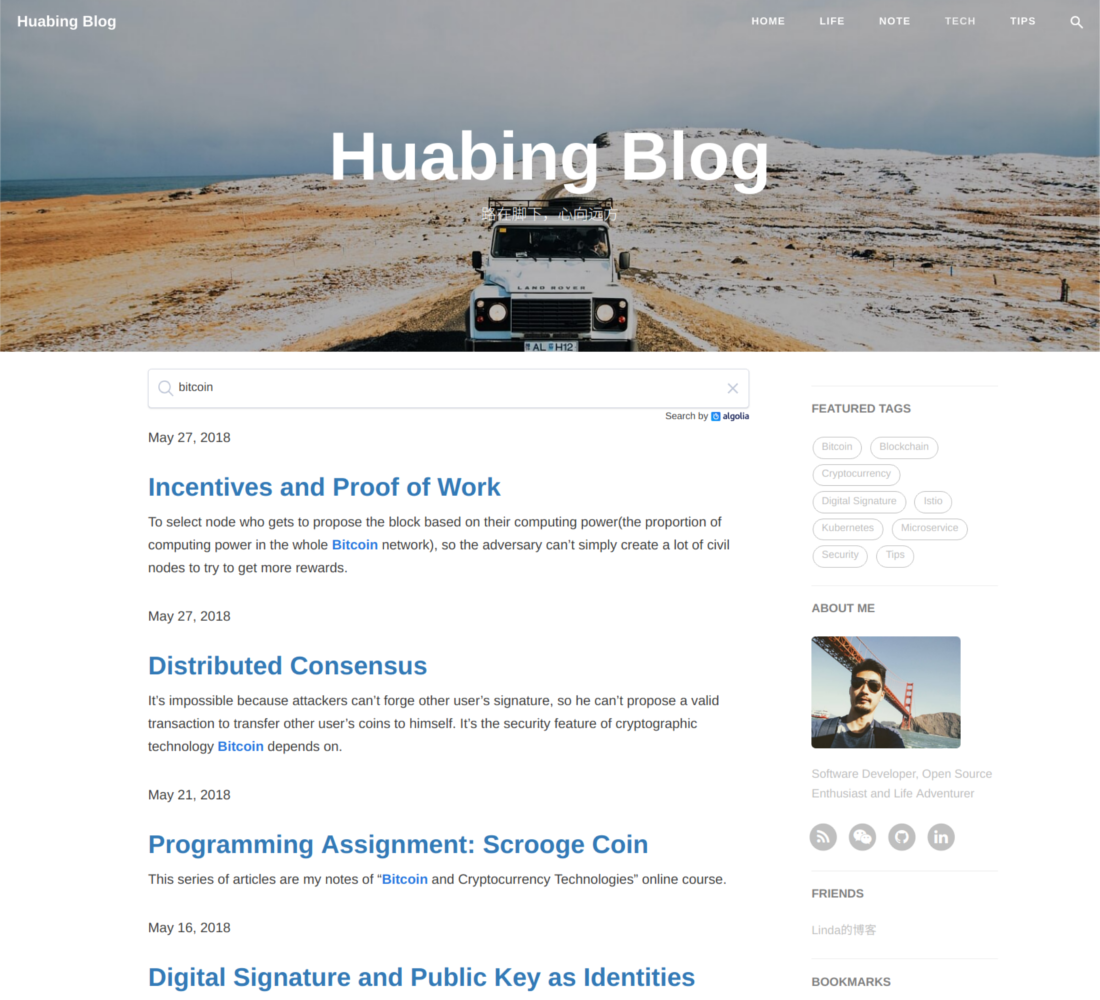 Huabing Blog
HOME LIFE NOTE TECH TIPS
Huabing Blog
路在脚下，心向远方
LAND ROVER
AL H12
bitcoin
Search by algolia
May 27, 2018
Incentives and Proof of Work
To select node who gets to propose the block based on their computing power(the proportion of
computing power in the whole Bitcoin network), so the adversary can’t simply create a lot of civil
nodes to try to get more rewards.
May 27, 2018
Distributed Consensus
It’s impossible because attackers can’t forge other user’s signature, so he can’t propose a valid
transaction to transfer other user’s coins to himself. It’s the security feature of cryptographic
technology Bitcoin depends on.
May 21, 2018
Programming Assignment: Scrooge Coin
This series of articles are my notes of “Bitcoin and Cryptocurrency Technologies” online course.
May 16, 2018
Digital Signature and Public Key as Identities
FEATURED TAGS
Bitcoin Blockchain
Cryptocurrency
Digital Signature Istio
Kubernetes Microservice
Security Tips
ABOUT ME
Software Developer, Open Source
Enthusiast and Life Adventurer
in
FRIENDS
Linda的博客
BOOKMARKS